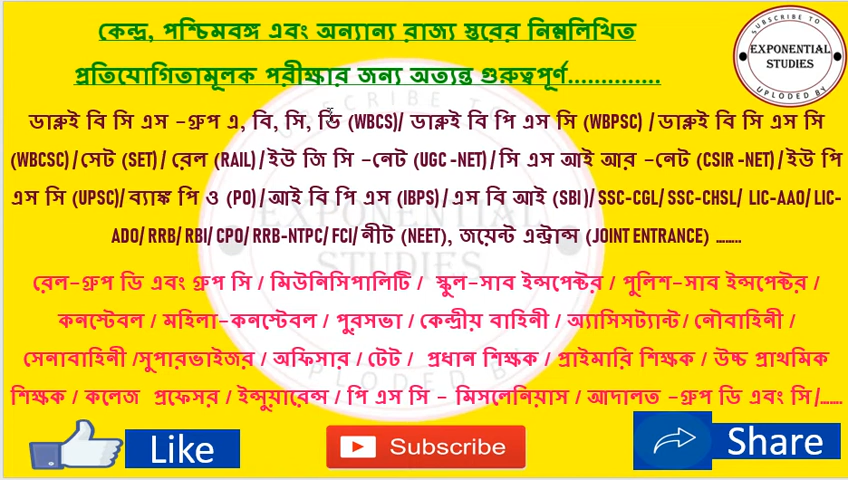 কেন্দ্র, পশ্চিমবঙ্গ এবং অন্যান্য রাজ্য স্তরের নিম্নলিখিত
প্রতিযোগিতামূলক পরীক্ষার জন্য অত্যন্ত গুরুত্বপূর্ণ..............
SUBSCRIBE TO
EXPONENTIAL
STUDIES
UPLODED BY
ডাব্লুই বি সি এস -গ্রুপ এ, বি, সি, ডি (WBCS)/ ডাব্লুই বি পি এস সি (WBPSC) /ডাব্লুই বি সি এস সি
(WBCSC)/সেট (SET)/ রেল (RAIL)/ইউ জি সি -নেট (UGC -NET)/সি এস আই আর -নেট (CSIR -NET)/ইউ পি
এস সি (UPSC)/ব্যাঙ্ক পি ও (PO)/আই বি পি এস (IBPS)/এস বি আই (SBI)/SSC-CGL/ SSC-CHSL/ LIC-AAO/ LIC-
ADO/ RRB/ RBI/ CPO/ RRB-NTPC/ FCI/নীট (NEET), জয়েন্ট এন্ট্রান্স (JOINT ENTRANCE) ........
রেল-গ্রুপ ডি এবং গ্রুপ সি / মিউনিসিপালিটি / স্কুল-সাব ইন্সপেক্টর / পুলিশ-সাব ইন্সপেক্টর /
কনস্টেবল / মহিলা-কনস্টেবল / পুরসভা / কেন্দ্রীয় বাহিনী / অ্যাসিসট্যান্ট/ নৌবাহিনী /
সেনাবাহিনী /সুপারভাইজর / অফিসার / টেট / প্রধান শিক্ষক / প্রাইমারি শিক্ষক / উচ্চ প্রাথমিক
শিক্ষক / কলেজ প্রফেসর / ইন্সুয়ারেন্স / পি এস সি - মিসলেনিয়াস / আদালত -গ্রুপ ডি এবং সি/.......
Like
Subscribe
Share